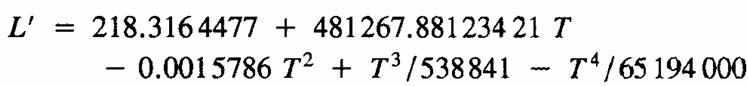 L′ = 218.3164477 + 481267.88123421 T
− 0.0015786 T² + T³/538841 − T⁴/65194000